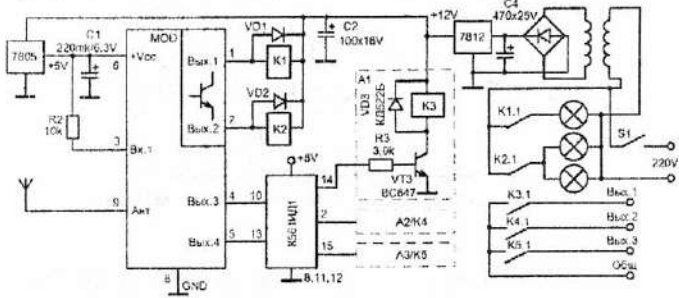 C1
220mk/6.3V
7805
+5V
6
+Vcc
MOD
R2
10k
3
Вх.1
9
Ант
8
GND
Вых.1
1
Вых.2
Вых.3
4
10
Вых.4
5
13
VD1
K1
VD2
K2
C2
100x16V
К561ИД1
14
2
15
8,11,12
A1
VD3
КД522Б
K3
R3
VT3
BC847
A2/K4
A3/K5
+12V
7812
C4
470x25V
K1.1
K2.1
S1
220V
K3.1
Вых.1
K4.1
Вых.2
K5.1
Вых.3
Общ